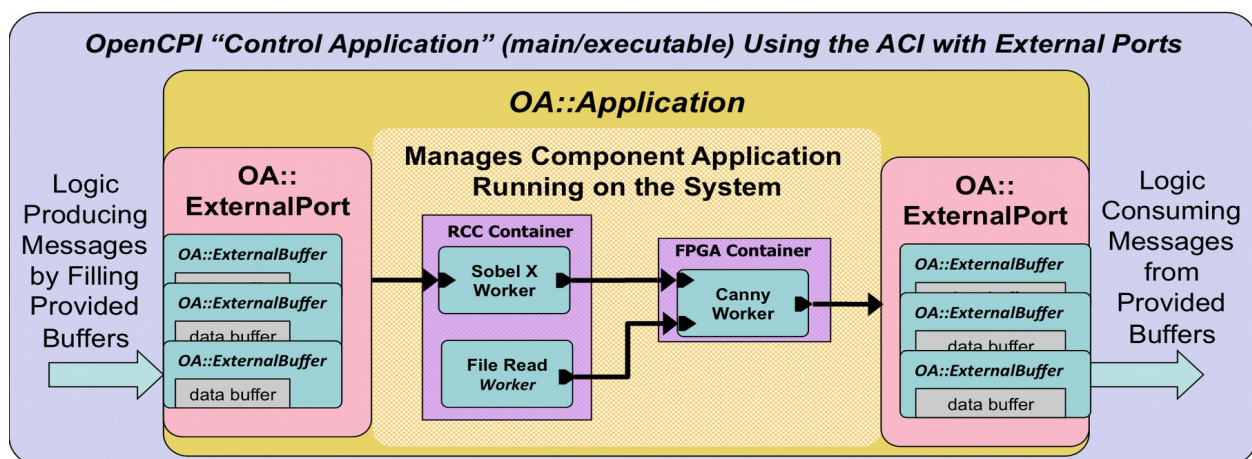 OpenCPI “Control Application” (main/executable) Using the ACI with External Ports
OA::Application
Logic
Producing
Messages
by Filling
Provided
Buffers
OA::
ExternalPort
OA::ExternalBuffer
OA::ExternalBuffer
data buffer
OA::ExternalBuffer
data buffer
Manages Component Application
Running on the System
RCC Container
Sobel X
Worker
File Read
Worker
FPGA Container
Canny
Worker
OA::
ExternalPort
OA::ExternalBuffer
OA::ExternalBuffer
data buffer
OA::ExternalBuffer
data buffer
Logic
Consuming
Messages
from
Provided
Buffers